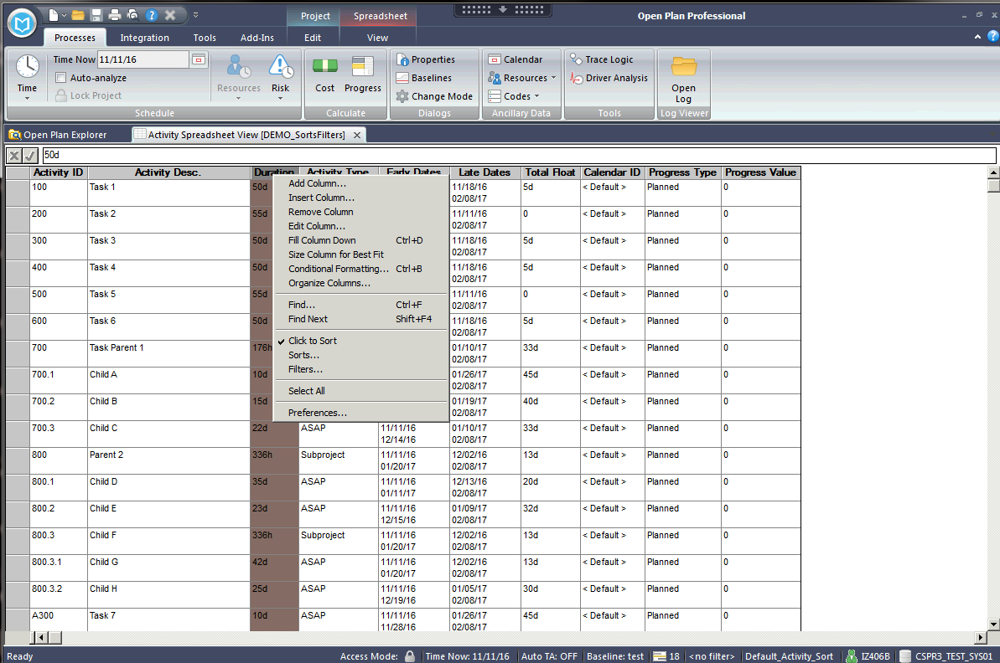 Open Plan Professional
Project Spreadsheet
Processes Integration Tools Add-Ins Edit View
Time Now 11/11/16
Auto-analyze
Lock Project
Time
Resources
Risk
Schedule
Cost
Progress
Calculate
Properties
Baselines
Change Mode
Dialogs
Calendar
Resources
Codes
Ancillary Data
Trace Logic
Driver Analysis
Tools
Open
Log
Log Viewer
Open Plan Explorer
Activity Spreadsheet View [DEMO_SortsFilters]
50d
Activity ID Activity Desc. Duration Activity Type Early Dates Late Dates Total Float Calendar ID Progress Type Progress Value
100 Task 1 50d 11/18/16 5d < Default > Planned 0
02/08/17
200 Task 2 55d 11/11/16 0 < Default > Planned 0
02/08/17
300 Task 3 50d 11/18/16 5d < Default > Planned 0
02/08/17
400 Task 4 50d 11/18/16 5d < Default > Planned 0
02/08/17
500 Task 5 55d 11/11/16 0 < Default > Planned 0
02/08/17
600 Task 6 50d 11/18/16 5d < Default > Planned 0
02/08/17
700 Task Parent 1 176h 01/10/17 33d < Default > Planned 0
02/08/17
700.1 Child A 10d 01/26/17 45d < Default > Planned 0
02/08/17
700.2 Child B 15d 01/19/17 40d < Default > Planned 0
02/08/17
700.3 Child C 22d ASAP 11/11/16 01/10/17 33d < Default > Planned 0
12/14/16 02/08/17
800 Parent 2 336h Subproject 11/11/16 12/02/16 13d < Default > Planned 0
01/20/17 02/08/17
800.1 Child D 35d ASAP 11/11/16 12/13/16 20d < Default > Planned 0
01/11/17 02/08/17
800.2 Child E 23d ASAP 11/11/16 01/09/17 32d < Default > Planned 0
12/15/16 02/08/17
800.3 Child F 336h Subproject 11/11/16 12/02/16 13d < Default > Planned 0
01/20/17 02/08/17
800.3.1 Child G 42d ASAP 11/11/16 12/02/16 13d < Default > Planned 0
01/20/17 02/08/17
800.3.2 Child H 25d ASAP 11/11/16 01/05/17 30d < Default > Planned 0
12/19/16 02/08/17
A300 Task 7 10d ASAP 11/11/16 01/26/17 45d < Default > Planned 0
11/28/16 02/08/17
Add Column...
Insert Column...
Remove Column
Edit Column...
Fill Column Down Ctrl+D
Size Column for Best Fit
Conditional Formatting... Ctrl+B
Organize Columns...
Find... Ctrl+F
Find Next Shift+F4
Click to Sort
Sorts...
Filters...
Select All
Preferences...
Ready Access Mode: Time Now: 11/11/16 Auto TA: OFF Baseline: test 18 <no filter> Default_Activity_Sort IZ406B CSPR3_TEST_SYS01